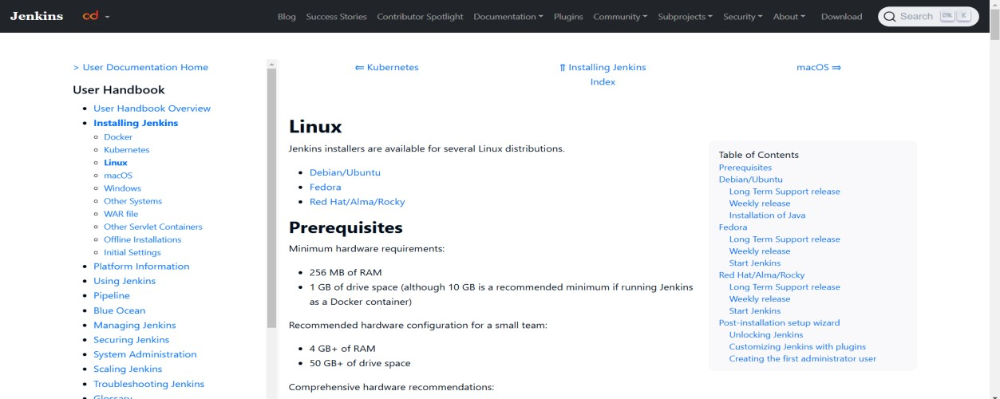 Jenkins cd Blog Success Stories Contributor Spotlight Documentation Plugins Community Subprojects Security About Download Search CTRL K
> User Documentation Home
User Handbook
User Handbook Overview
Installing Jenkins
Docker
Kubernetes
Linux
macOS
Windows
Other Systems
WAR file
Other Servlet Containers
Offline Installations
Initial Settings
Platform Information
Using Jenkins
Pipeline
Blue Ocean
Managing Jenkins
Securing Jenkins
System Administration
Scaling Jenkins
Troubleshooting Jenkins
Glossary
⇐ Kubernetes
⇑ Installing Jenkins
Index
macOS ⇒
Linux
Jenkins installers are available for several Linux distributions.
Debian/Ubuntu
Fedora
Red Hat/Alma/Rocky
Prerequisites
Minimum hardware requirements:
256 MB of RAM
1 GB of drive space (although 10 GB is a recommended minimum if running Jenkins
as a Docker container)
Recommended hardware configuration for a small team:
4 GB+ of RAM
50 GB+ of drive space
Comprehensive hardware recommendations:
Table of Contents
Prerequisites
Debian/Ubuntu
Long Term Support release
Weekly release
Installation of Java
Fedora
Long Term Support release
Weekly release
Start Jenkins
Red Hat/Alma/Rocky
Long Term Support release
Weekly release
Start Jenkins
Post-installation setup wizard
Unlocking Jenkins
Customizing Jenkins with plugins
Creating the first administrator user